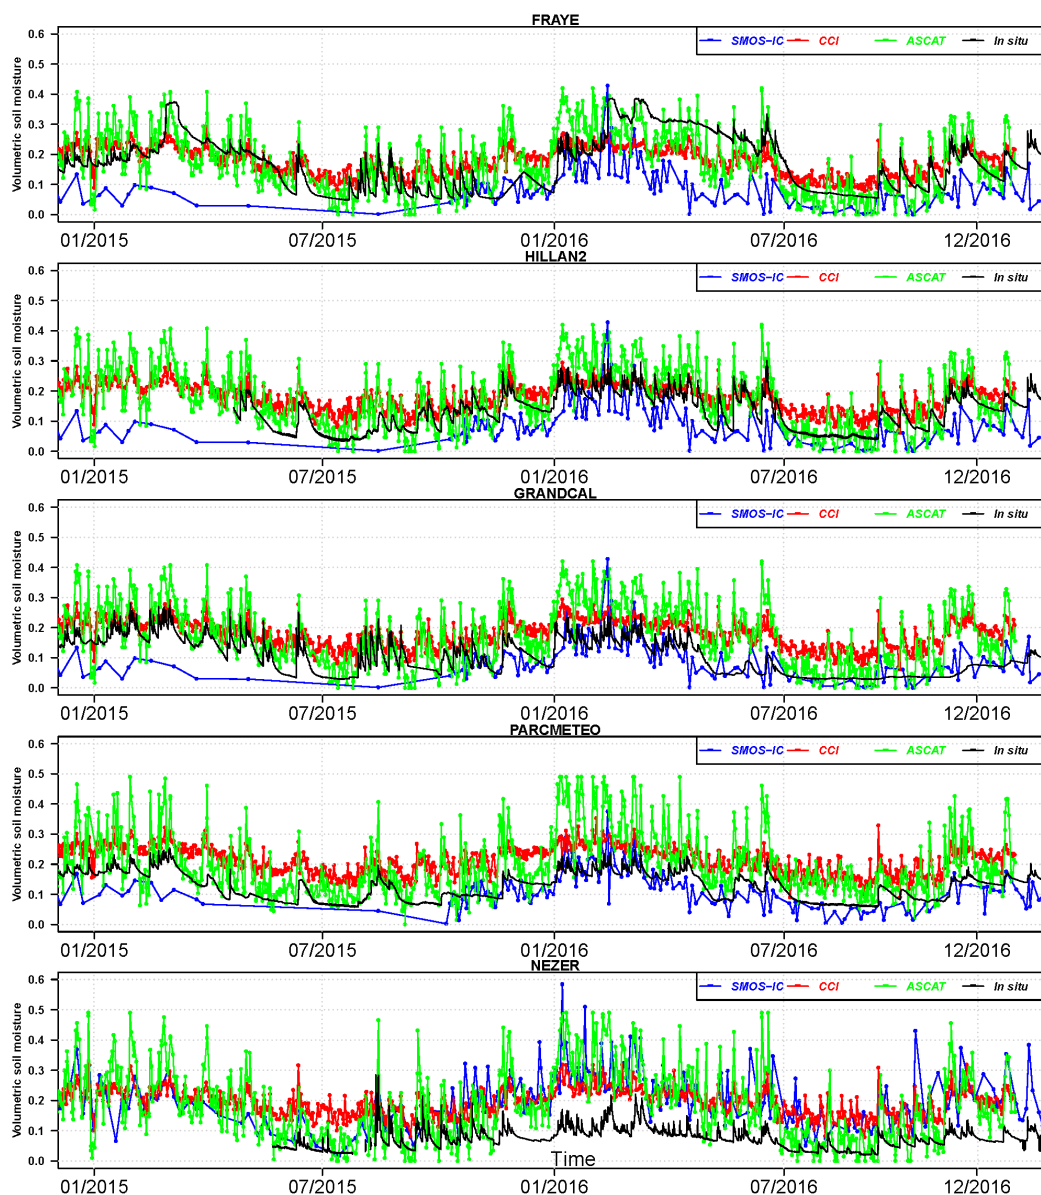 FRAYE
SMOS−IC CCI ASCAT In situ
Volumetric soil moisture
0.6
0.5
0.4
0.3
0.2
0.1
0.0
01/2015 07/2015 01/2016 07/2016 12/2016
HILLAN2
SMOS−IC CCI ASCAT In situ
Volumetric soil moisture
0.6
0.5
0.4
0.3
0.2
0.1
0.0
01/2015 07/2015 01/2016 07/2016 12/2016
GRANDCAL
SMOS−IC CCI ASCAT In situ
Volumetric soil moisture
0.6
0.5
0.4
0.3
0.2
0.1
0.0
01/2015 07/2015 01/2016 07/2016 12/2016
PARCMETEO
SMOS−IC CCI ASCAT In situ
Volumetric soil moisture
0.6
0.5
0.4
0.3
0.2
0.1
0.0
01/2015 07/2015 01/2016 07/2016 12/2016
NEZER
SMOS−IC CCI ASCAT In situ
Volumetric soil moisture
0.6
0.5
0.4
0.3
0.2
0.1
0.0
Time
01/2015 07/2015 01/2016 07/2016 12/2016